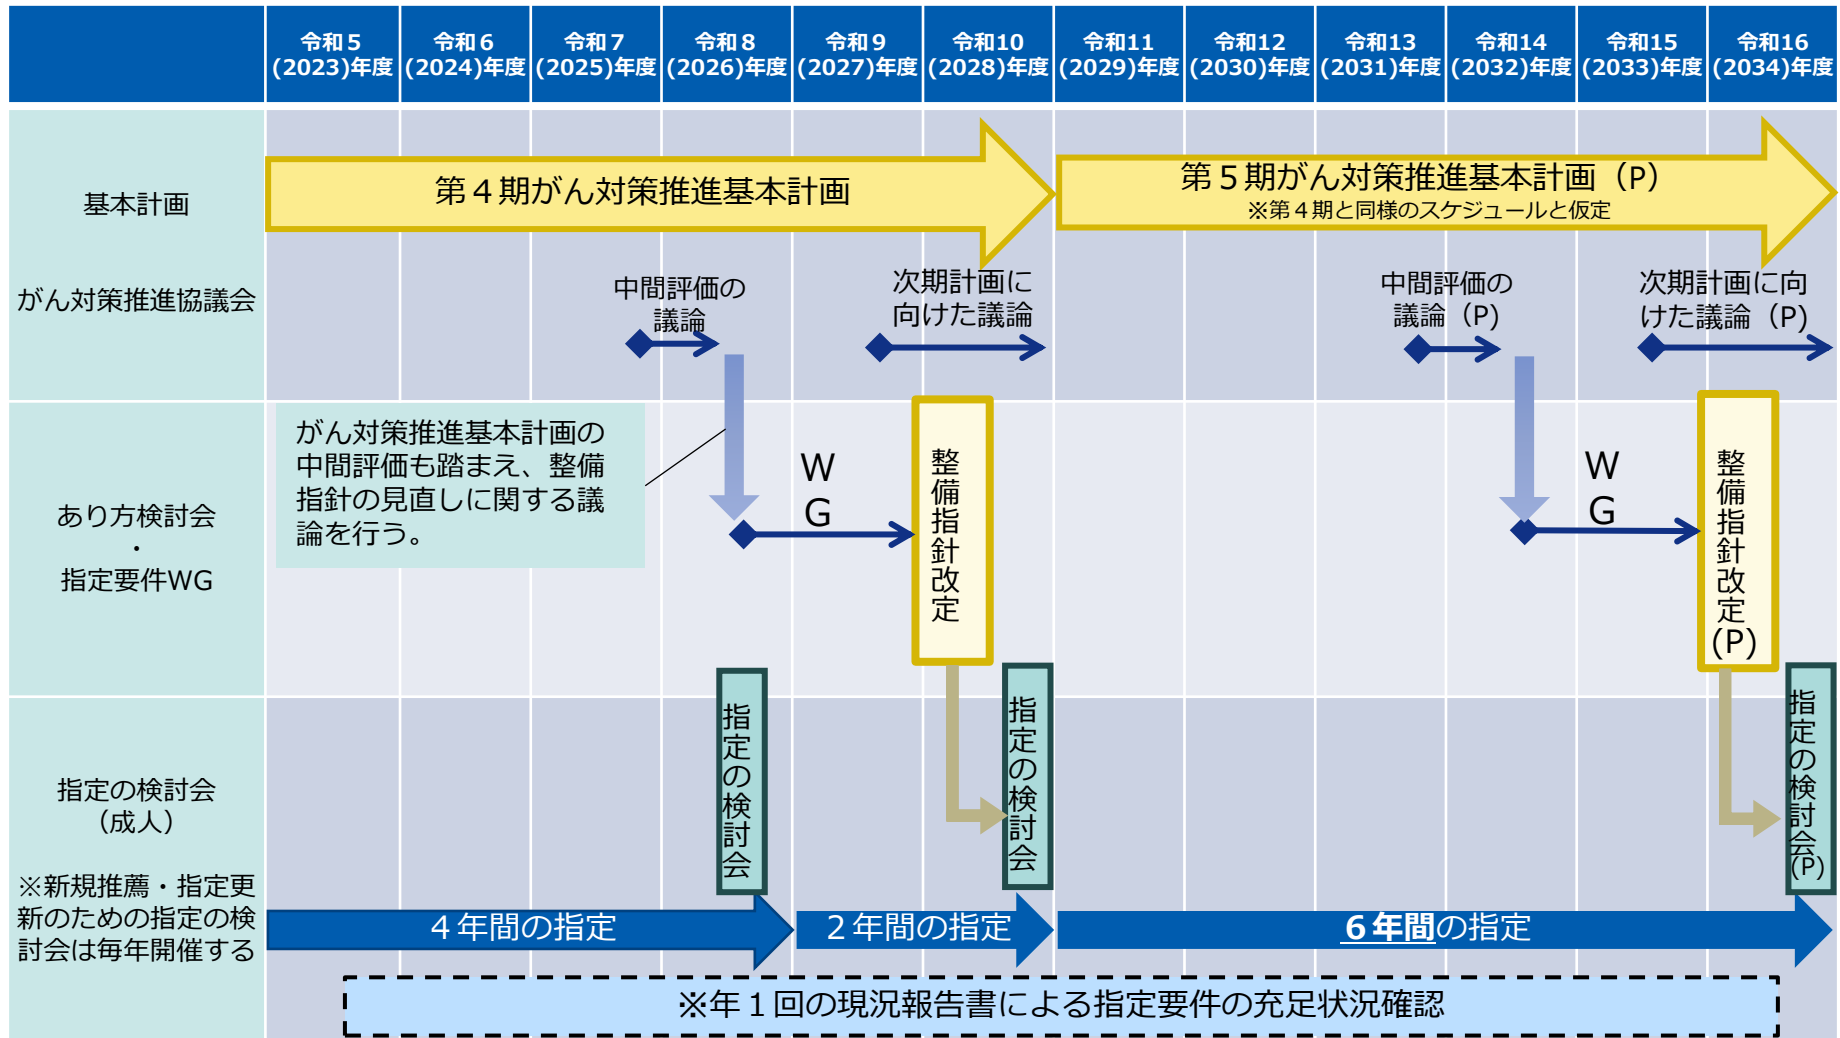 令和５
(2023)年度
令和６
(2024)年度
令和７
(2025)年度
令和８
(2026)年度
令和９
(2027)年度
令和10
(2028)年度
令和11
(2029)年度
令和12
(2030)年度
令和13
(2031)年度
令和14
(2032)年度
令和15
(2033)年度
令和16
(2034)年度
基本計画
がん対策推進協議会
第４期がん対策推進基本計画
第５期がん対策推進基本計画（P）
※第４期と同様のスケジュールと仮定
中間評価の
議論
次期計画に
向けた議論
中間評価の
議論（P)
次期計画に向
けた議論（P)
あり方検討会
・
指定要件WG
がん対策推進基本計画の
中間評価も踏まえ、整備
指針の見直しに関する議
論を行う。
W
G
整備指針改定
W
G
整備指針改定(P)
指定の検討会
（成人）
※新規推薦・指定更
新のための指定の検
討会は毎年開催する
指定の検討会
指定の検討会
指定の検討会(P)
４年間の指定
２年間の指定
６年間の指定
※年１回の現況報告書による指定要件の充足状況確認